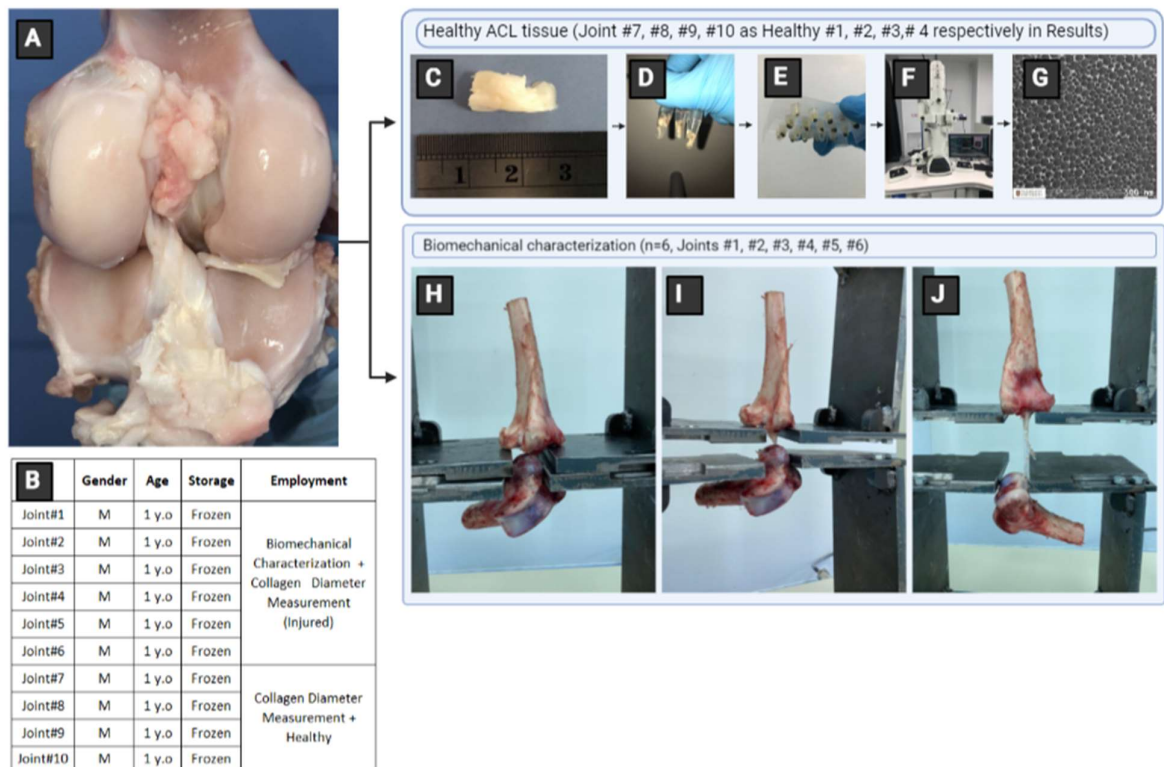 A
Healthy ACL tissue (Joint #7, #8, #9, #10 as Healthy #1, #2, #3,# 4 respectively in Results)
C
D
E
F
G
1 2 3
Biomechanical characterization (n=6, Joints #1, #2, #3, #4, #5, #6)
H
I
J
B Gender Age Storage Employment
Joint#1 M 1 y.o Frozen
Joint#2 M 1 y.o Frozen
Joint#3 M 1 y.o Frozen
Joint#4 M 1 y.o Frozen
Joint#5 M 1 y.o Frozen
Joint#6 M 1 y.o Frozen
Biomechanical
Characterization +
Collagen Diameter
Measurement
(Injured)
Joint#7 M 1 y.o Frozen
Joint#8 M 1 y.o Frozen
Joint#9 M 1 y.o Frozen
Joint#10 M 1 y.o Frozen
Collagen Diameter
Measurement +
Healthy